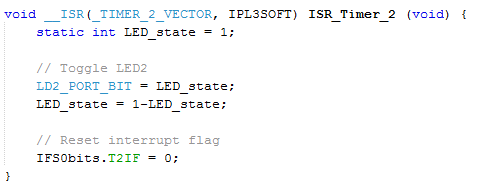 void __ISR(_TIMER_2_VECTOR, IPL3SOFT) ISR_Timer_2 (void) {
static int LED_state = 1;
// Toggle LED2
LD2_PORT_BIT = LED_state;
LED_state = 1-LED_state;
// Reset interrupt flag
IFS0bits.T2IF = 0;
}